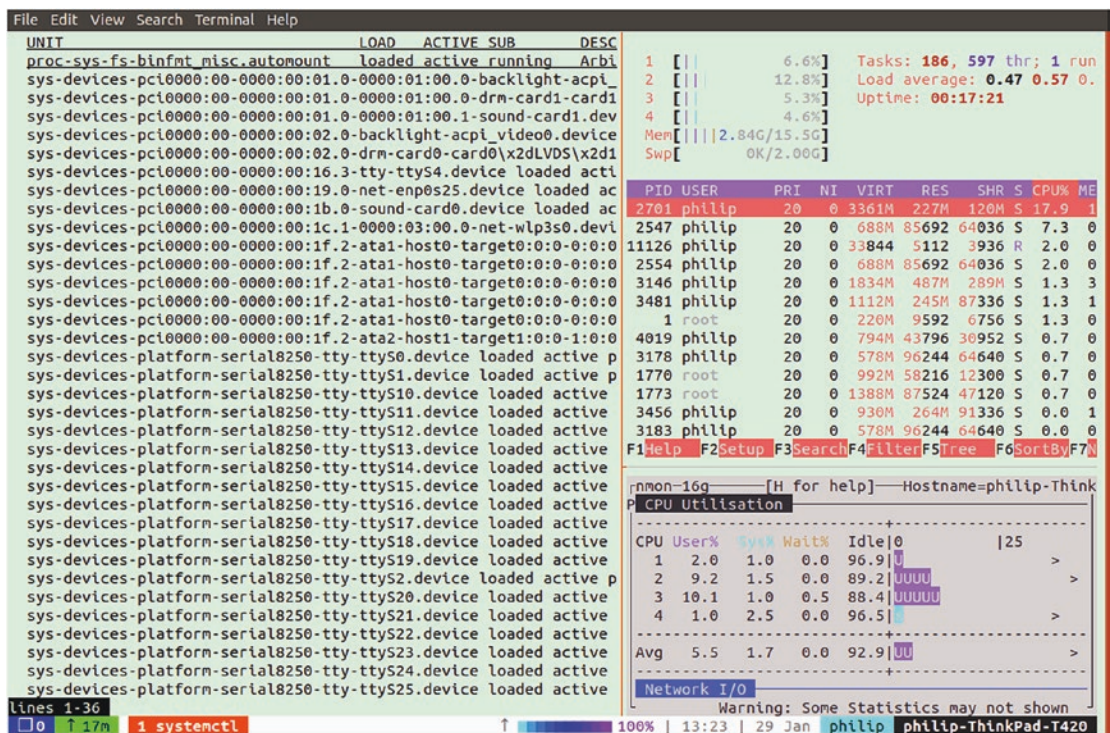 File Edit View Search Terminal Help
UNIT LOAD ACTIVE SUB DESC
proc-sys-fs-binfmt_misc.automount loaded active running Arbi
sys-devices-pci0000:00-0000:00:01.0-0000:01:00.0-backlight-acpi_
sys-devices-pci0000:00-0000:00:01.0-0000:01:00.0-drm-card1-card1
sys-devices-pci0000:00-0000:00:01.0-0000:01:00.1-sound-card1.dev
sys-devices-pci0000:00-0000:00:02.0-backlight-acpi_video0.device
sys-devices-pci0000:00-0000:00:02.0-drm-card0-card0\x2dLVDS\x2d1
sys-devices-pci0000:00-0000:00:16.3-tty-ttyS4.device loaded acti
sys-devices-pci0000:00-0000:00:19.0-net-enp0s25.device loaded ac
sys-devices-pci0000:00-0000:00:1b.0-sound-card0.device loaded ac
sys-devices-pci0000:00-0000:00:1c.1-0000:03:00.0-net-wlp3s0.devi
sys-devices-pci0000:00-0000:00:1f.2-ata1-host0-target0:0:0-0:0:0
sys-devices-pci0000:00-0000:00:1f.2-ata1-host0-target0:0:0-0:0:0
sys-devices-pci0000:00-0000:00:1f.2-ata1-host0-target0:0:0-0:0:0
sys-devices-pci0000:00-0000:00:1f.2-ata1-host0-target0:0:0-0:0:0
sys-devices-pci0000:00-0000:00:1f.2-ata2-host1-target1:0:0-1:0:0
sys-devices-platform-serial8250-tty-ttyS0.device loaded active p
sys-devices-platform-serial8250-tty-ttyS1.device loaded active p
sys-devices-platform-serial8250-tty-ttyS10.device loaded active
sys-devices-platform-serial8250-tty-ttyS11.device loaded active
sys-devices-platform-serial8250-tty-ttyS12.device loaded active
sys-devices-platform-serial8250-tty-ttyS13.device loaded active
sys-devices-platform-serial8250-tty-ttyS14.device loaded active
sys-devices-platform-serial8250-tty-ttyS15.device loaded active
sys-devices-platform-serial8250-tty-ttyS16.device loaded active
sys-devices-platform-serial8250-tty-ttyS17.device loaded active
sys-devices-platform-serial8250-tty-ttyS18.device loaded active
sys-devices-platform-serial8250-tty-ttyS19.device loaded active
sys-devices-platform-serial8250-tty-ttyS2.device loaded active p
sys-devices-platform-serial8250-tty-ttyS20.device loaded active
sys-devices-platform-serial8250-tty-ttyS21.device loaded active
sys-devices-platform-serial8250-tty-ttyS22.device loaded active
sys-devices-platform-serial8250-tty-ttyS23.device loaded active
sys-devices-platform-serial8250-tty-ttyS24.device loaded active
sys-devices-platform-serial8250-tty-ttyS25.device loaded active
lines 1-36
1 [|| 6.6%] Tasks: 186, 597 thr; 1 run
2 [|| 12.8%] Load average: 0.47 0.57 0.
3 [|| 5.3%] Uptime: 00:17:21
4 [|| 4.6%]
Mem[||||2.84G/15.5G]
Swp[ 0K/2.00G]
PID USER PRI NI VIRT RES SHR S CPU% ME
2701 philip 20 0 3361M 227M 120M S 17.9 1
2547 philip 20 0 688M 85692 64036 S 7.3 0
11126 philip 20 0 33844 5112 3936 R 2.0 0
2554 philip 20 0 688M 85692 64036 S 2.0 0
3146 philip 20 0 1834M 487M 289M S 1.3 3
3481 philip 20 0 1112M 245M 87336 S 1.3 1
1 root 20 0 220M 9592 6756 S 1.3 0
4019 philip 20 0 794M 43796 30952 S 0.7 0
3178 philip 20 0 578M 96244 64640 S 0.7 0
1770 root 20 0 992M 58216 12300 S 0.7 0
1773 root 20 0 1388M 87524 47120 S 0.7 0
3456 philip 20 0 930M 264M 91336 S 0.0 1
3183 philip 20 0 578M 96244 64640 S 0.0 0
F1Help F2Setup F3SearchF4FilterF5Tree F6SortByF7N
nmon-16g [H for help] Hostname=philip-Think
P CPU Utilisation
CPU User% Sys% Wait% Idle|0 |25
1 2.0 1.0 0.0 96.9|U >
2 9.2 1.5 0.0 89.2|UUUU >
3 10.1 1.0 0.5 88.4|UUUUU
4 1.0 2.5 0.0 96.5| >
Avg 5.5 1.7 0.0 92.9|UU >
Network I/O
Warning: Some Statistics may not shown
0 ↑ 17m 1 systemctl ↑ 100% | 13:23 | 29 Jan philip philip-ThinkPad-T420